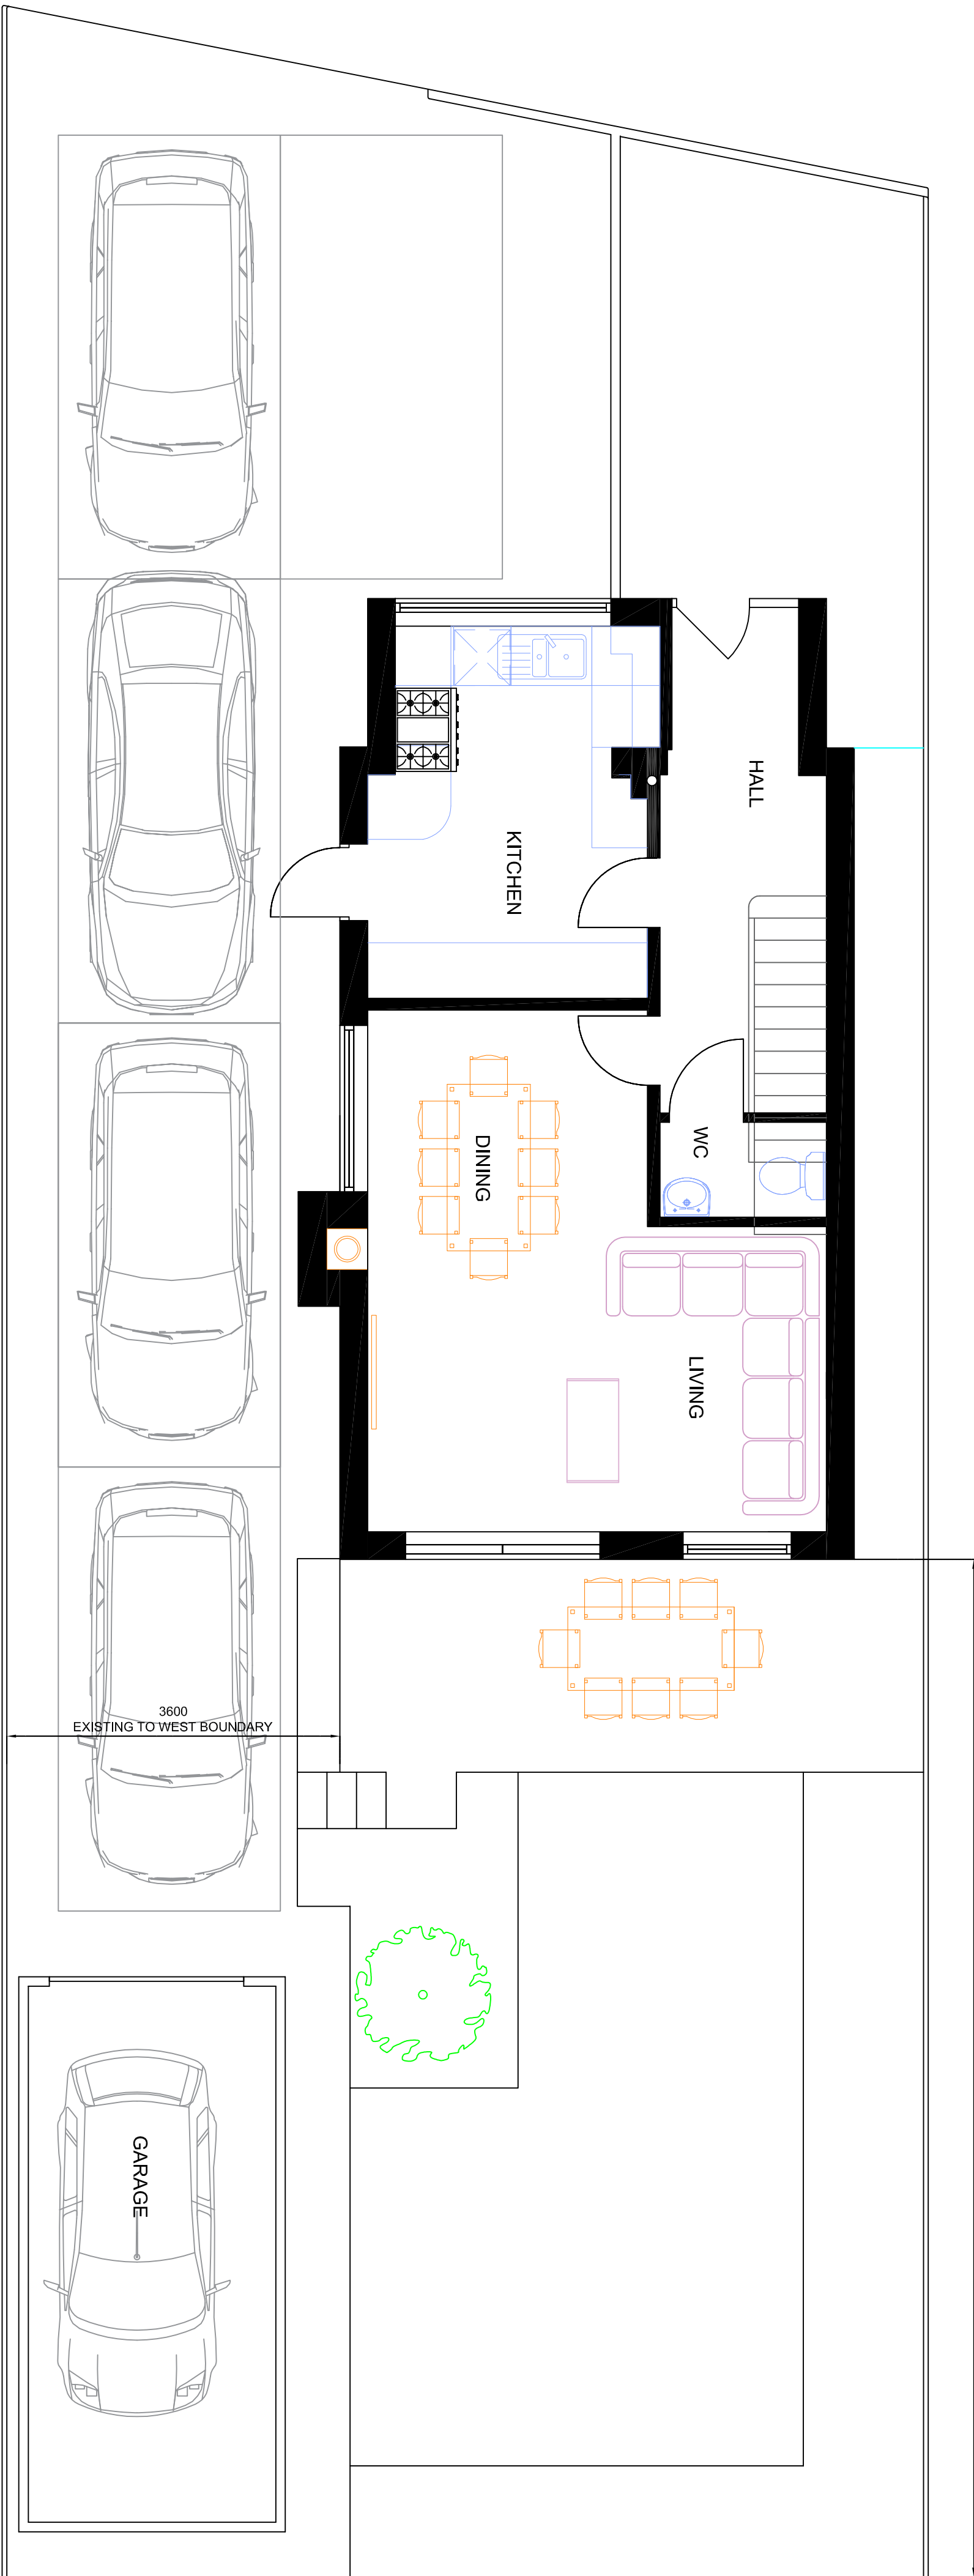 HALL
KITCHEN
WC
DINING
LIVING
3600
EXISTING TO WEST BOUNDARY
GARAGE